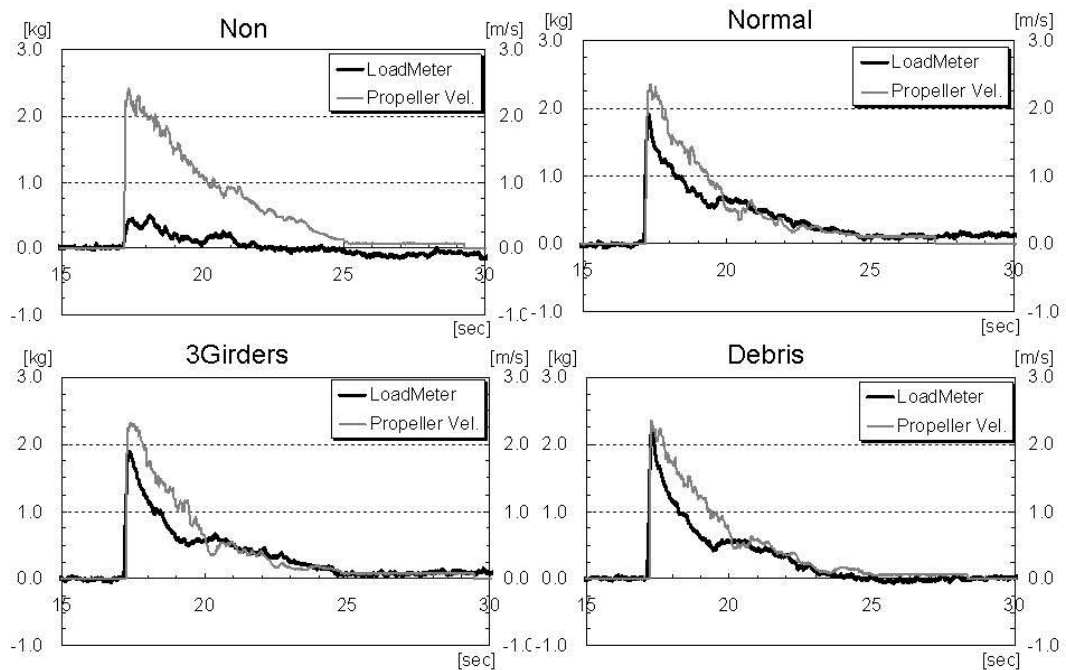 [kg] Non [m/s]
3.0 3.0
LoadMeter
Propeller Vel.
2.0 2.0
1.0 1.0
0.0 0.0
15 20 25 30
-1.0 -1.0
[sec]
[kg] Normal [m/s]
3.0 3.0
LoadMeter
Propeller Vel.
2.0 2.0
1.0 1.0
0.0 0.0
15 20 25 30
-1.0 -1.0
[sec]
[kg] 3Girders [m/s]
3.0 3.0
LoadMeter
Propeller Vel.
2.0 2.0
1.0 1.0
0.0 0.0
15 20 25 30
-1.0 -1.0
[sec]
[kg] Debris [m/s]
3.0 3.0
LoadMeter
Propeller Vel.
2.0 2.0
1.0 1.0
0.0 0.0
15 20 25 30
-1.0 -1.0
[sec]